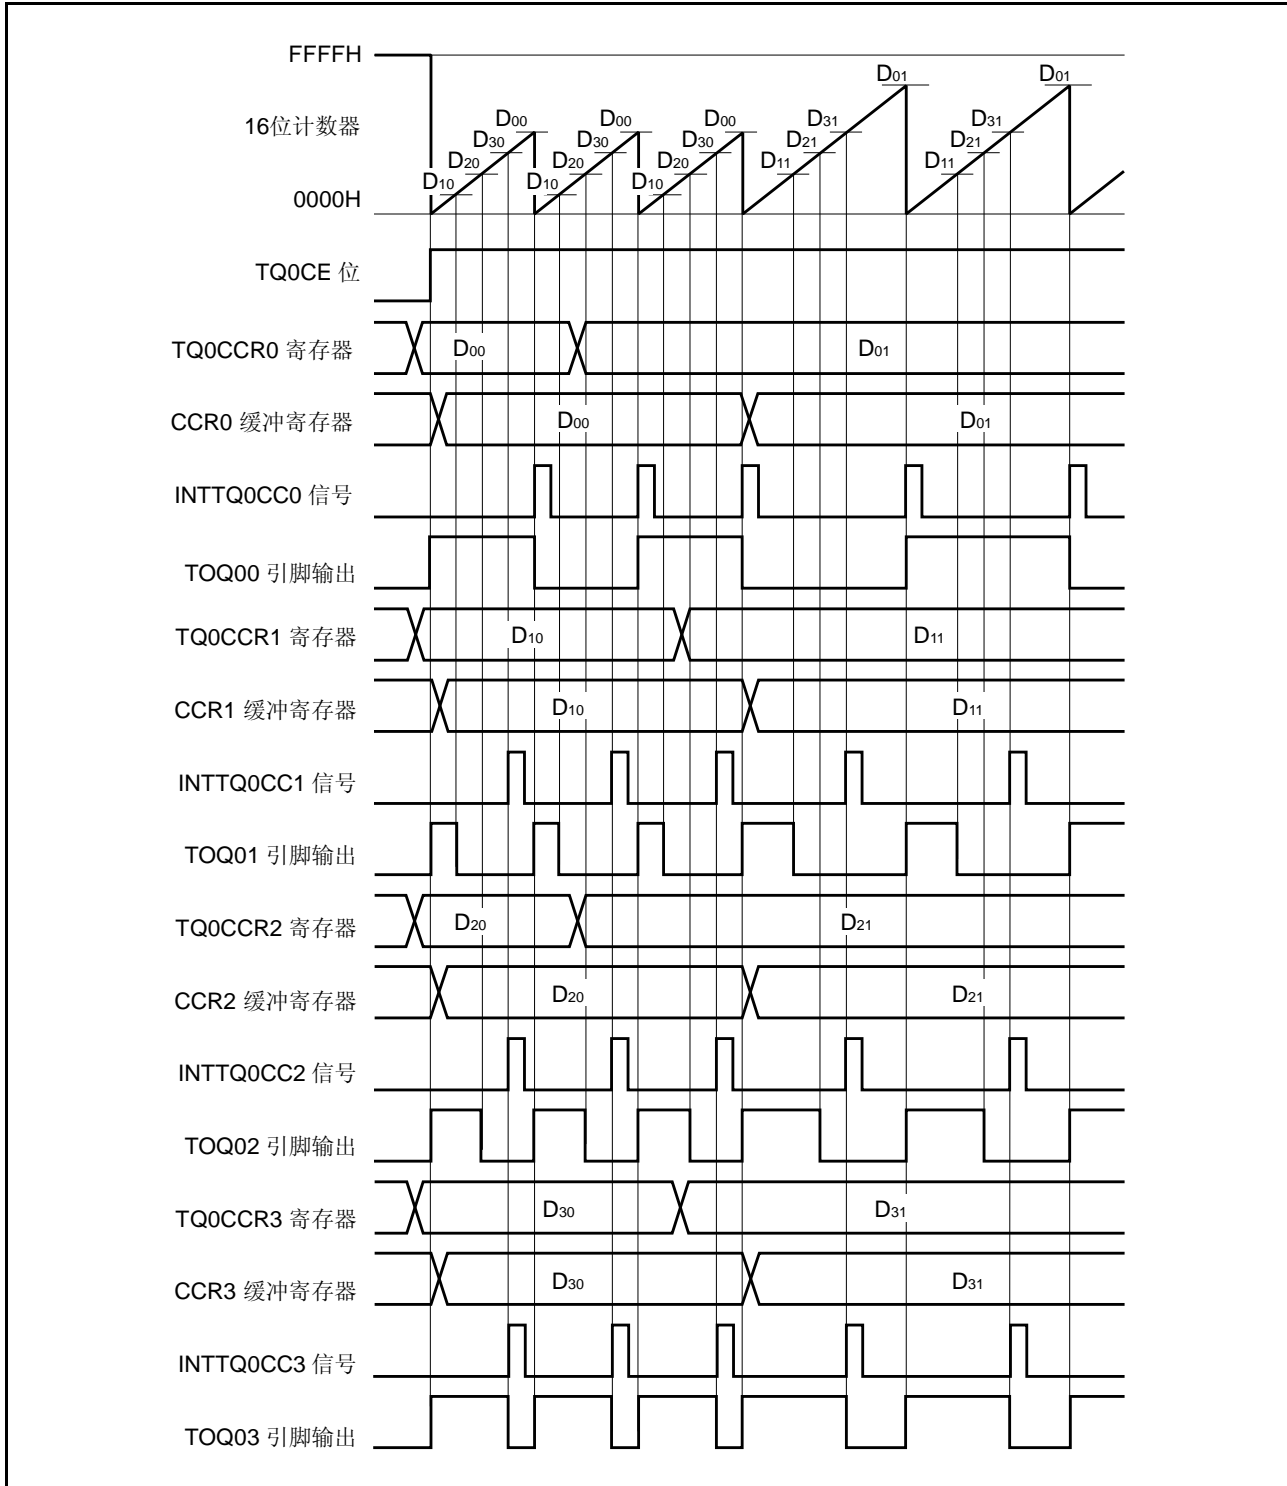 FFFFH
D01 D01
16位计数器
D00 D00 D00 D31 D31
D30 D30 D30 D21 D21
D20 D20 D20 D11 D11
D10 D10 D10
0000H
TQ0CE 位
TQ0CCR0 寄存器 D00 D01
CCR0 缓冲寄存器 D00 D01
INTTQ0CC0 信号
TOQ00 引脚输出
TQ0CCR1 寄存器 D10 D11
CCR1 缓冲寄存器 D10 D11
INTTQ0CC1 信号
TOQ01 引脚输出
TQ0CCR2 寄存器 D20 D21
CCR2 缓冲寄存器 D20 D21
INTTQ0CC2 信号
TOQ02 引脚输出
TQ0CCR3 寄存器 D30 D31
CCR3 缓冲寄存器 D30 D31
INTTQ0CC3 信号
TOQ03 引脚输出